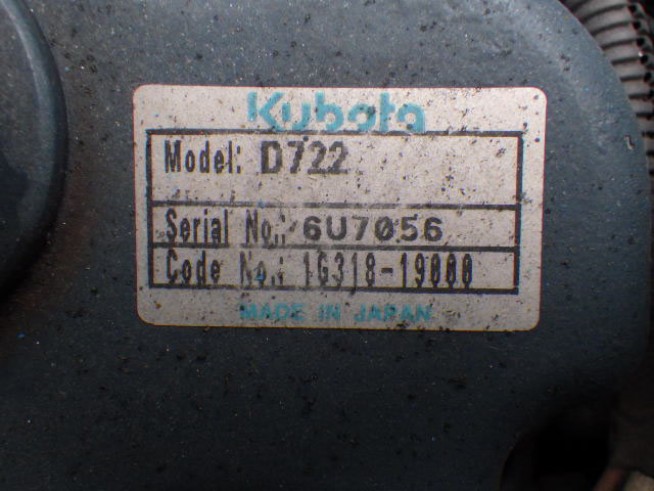 Kubota
Model: D722
Serial No.: 6U7056
Code No.: 1G318-19000
MADE IN JAPAN